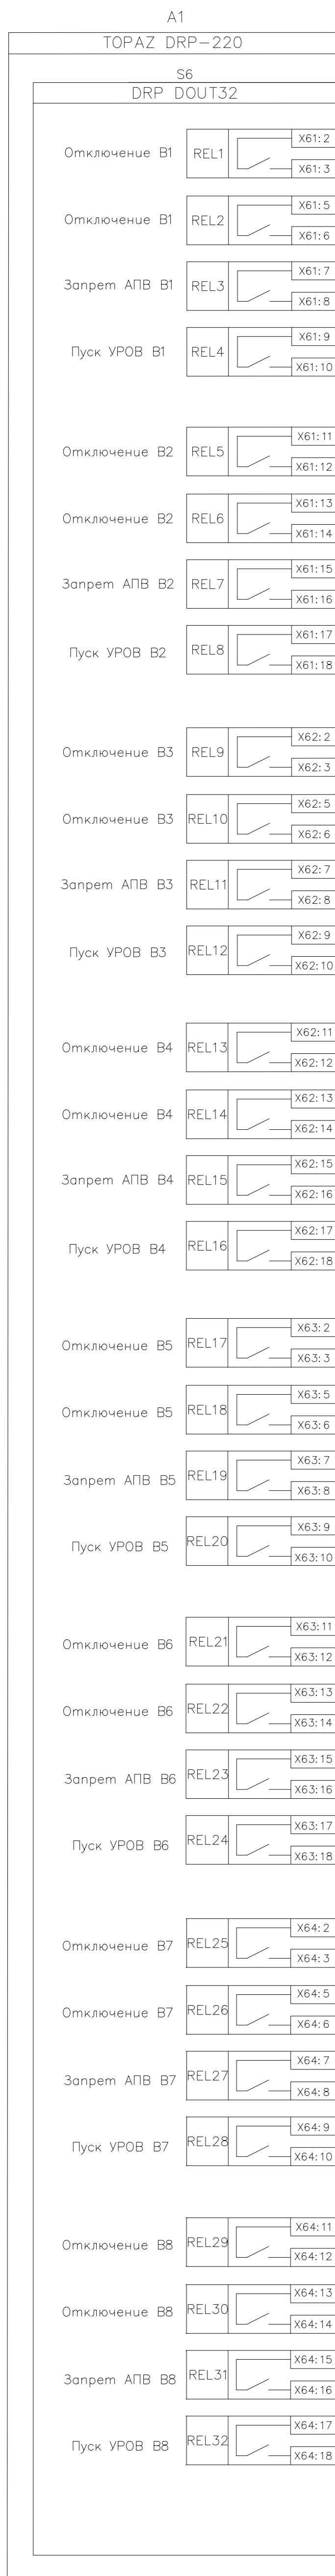 A1
TOPAZ DRP-220
S6
DRP DOUT32
Отключение В1 REL1 X61:2
X61:3
Отключение В1 REL2 X61:5
X61:6
Запрет АПВ В1 REL3 X61:7
X61:8
Пуск УРОВ В1 REL4 X61:9
X61:10
Отключение В2 REL5 X61:11
X61:12
Отключение В2 REL6 X61:13
X61:14
Запрет АПВ В2 REL7 X61:15
X61:16
Пуск УРОВ В2 REL8 X61:17
X61:18
Отключение В3 REL9 X62:2
X62:3
Отключение В3 REL10 X62:5
X62:6
Запрет АПВ В3 REL11 X62:7
X62:8
Пуск УРОВ В3 REL12 X62:9
X62:10
Отключение В4 REL13 X62:11
X62:12
Отключение В4 REL14 X62:13
X62:14
Запрет АПВ В4 REL15 X62:15
X62:16
Пуск УРОВ В4 REL16 X62:17
X62:18
Отключение В5 REL17 X63:2
X63:3
Отключение В5 REL18 X63:5
X63:6
Запрет АПВ В5 REL19 X63:7
X63:8
Пуск УРОВ В5 REL20 X63:9
X63:10
Отключение В6 REL21 X63:11
X63:12
Отключение В6 REL22 X63:13
X63:14
Запрет АПВ В6 REL23 X63:15
X63:16
Пуск УРОВ В6 REL24 X63:17
X63:18
Отключение В7 REL25 X64:2
X64:3
Отключение В7 REL26 X64:5
X64:6
Запрет АПВ В7 REL27 X64:7
X64:8
Пуск УРОВ В7 REL28 X64:9
X64:10
Отключение В8 REL29 X64:11
X64:12
Отключение В8 REL30 X64:13
X64:14
Запрет АПВ В8 REL31 X64:15
X64:16
Пуск УРОВ В8 REL32 X64:17
X64:18